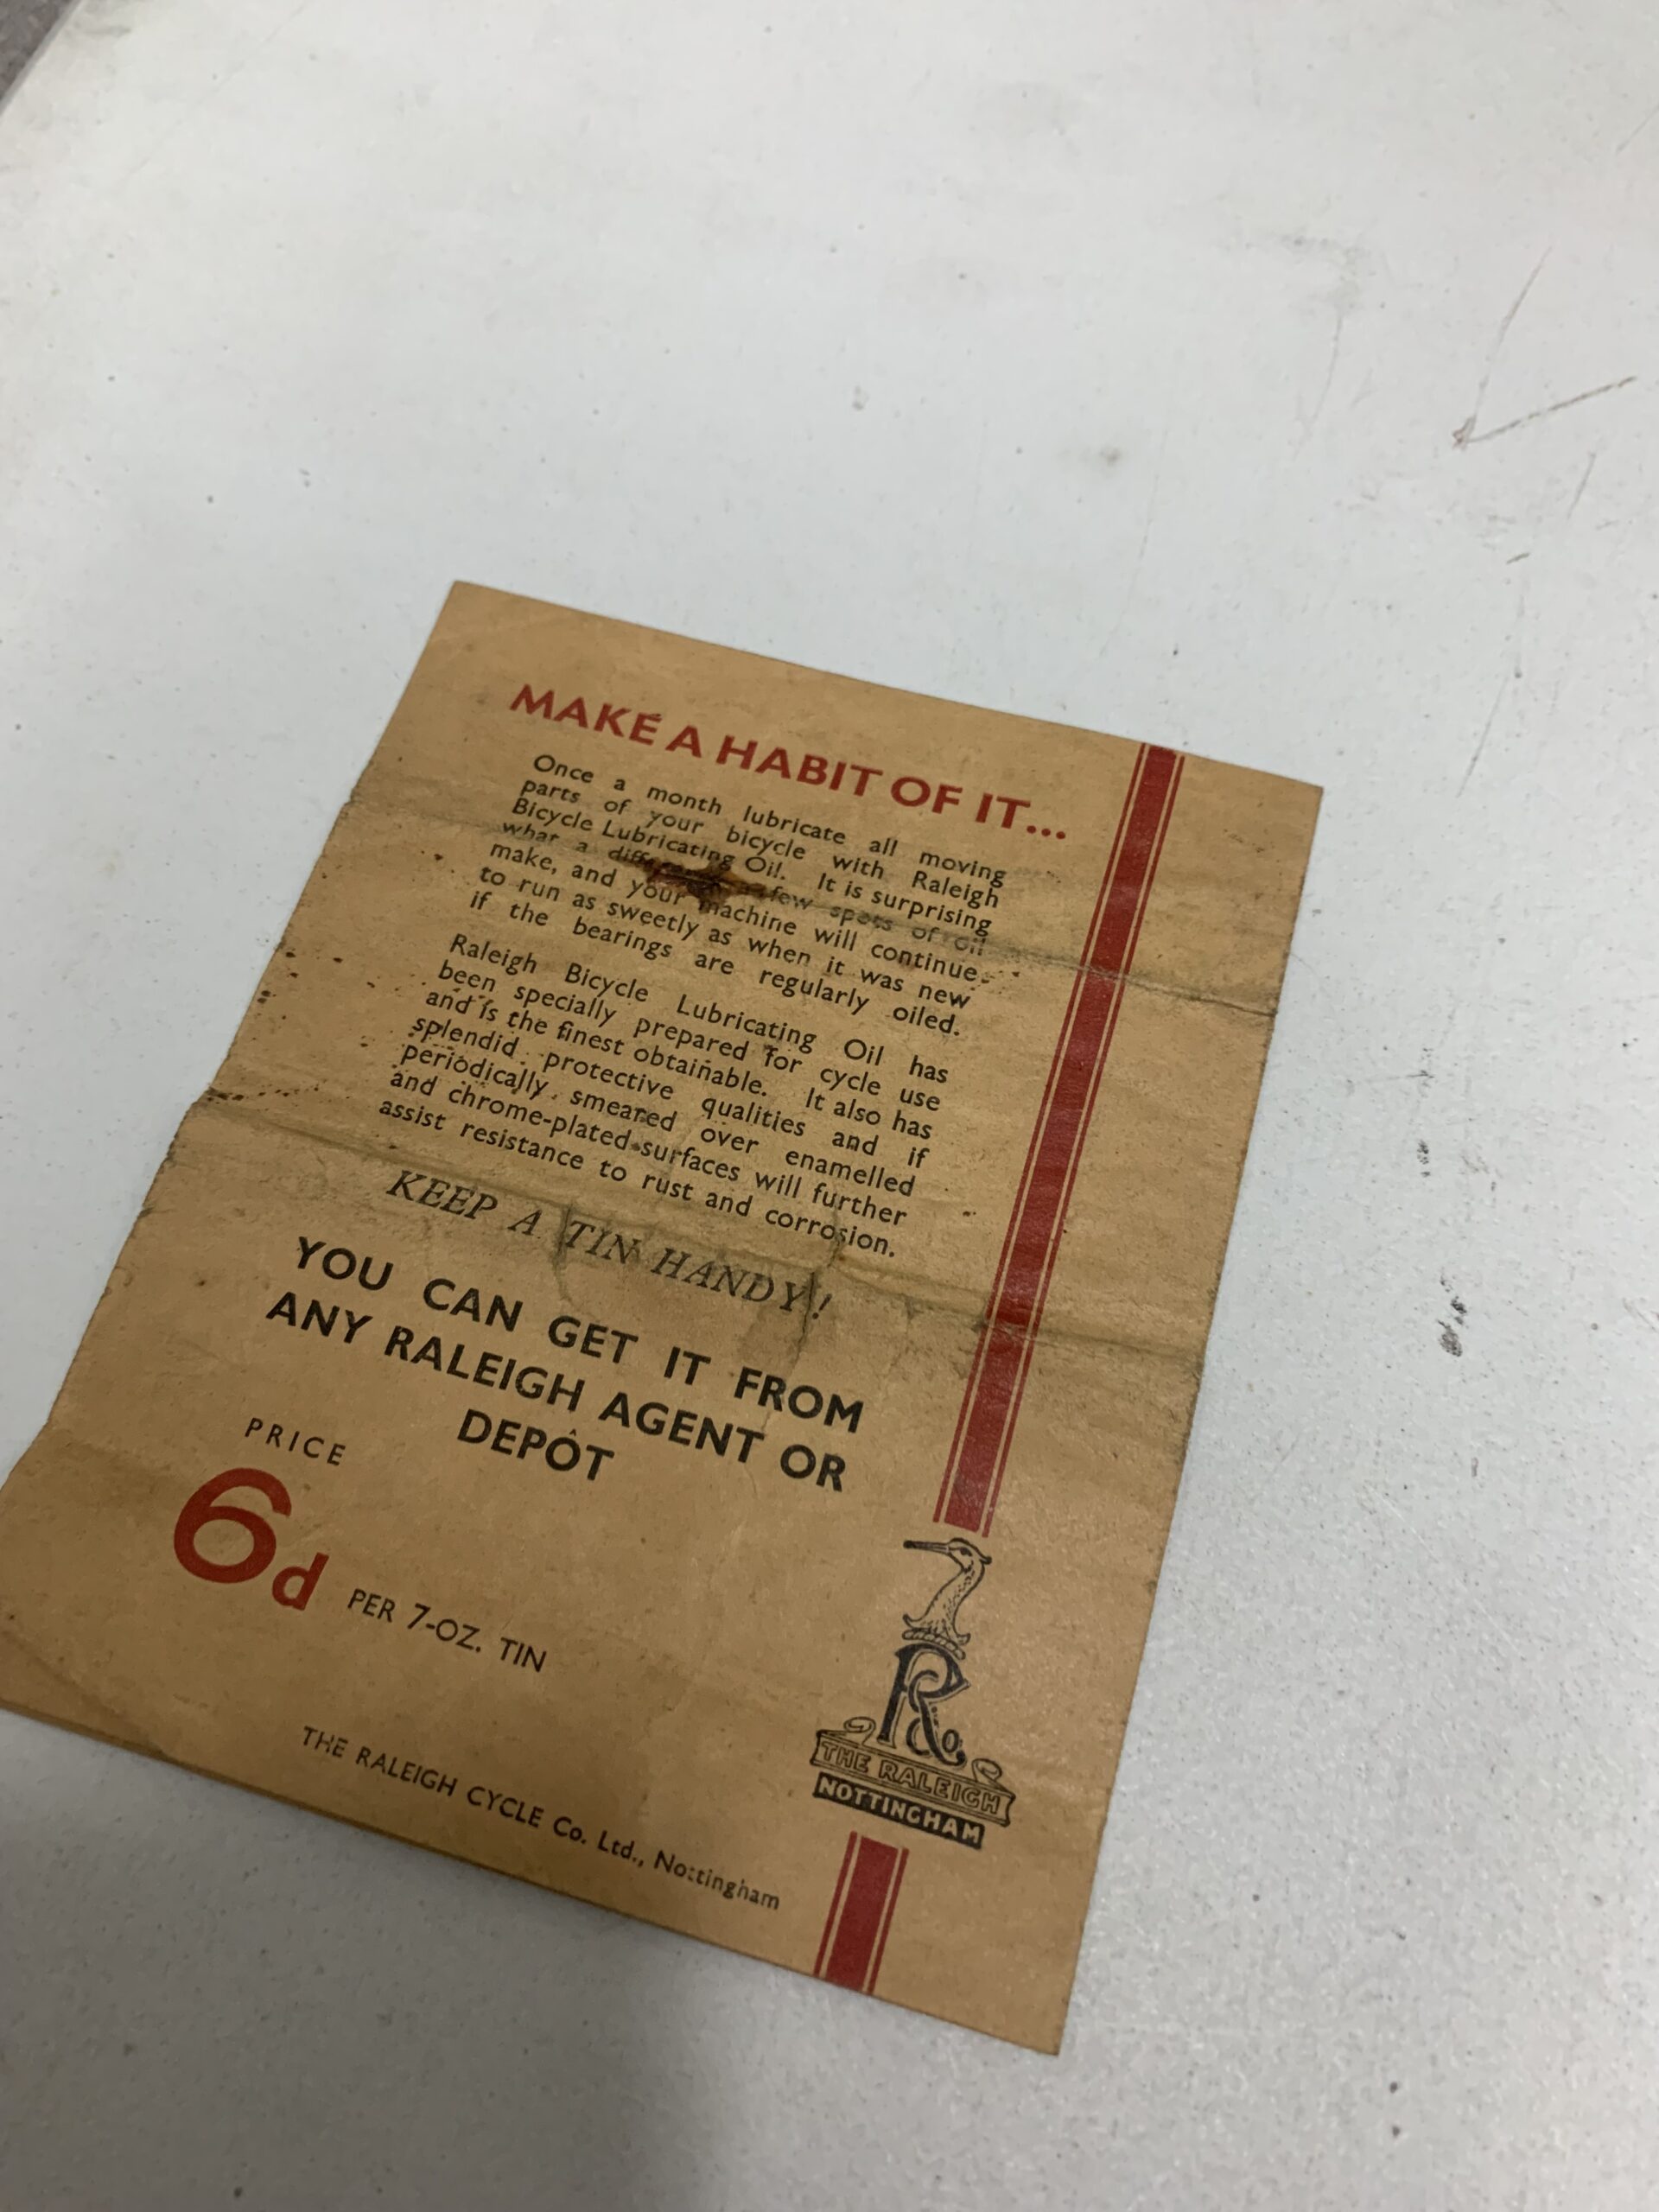 MAKE A HABIT OF IT...
Once a month lubricate all moving
parts of your bicycle with Raleigh
Bicycle Lubricating Oil. It is surprising
what a few spots of oil
make, and your machine will continue
to run as sweetly as when it was new
if the bearings are regularly oiled.
Raleigh Bicycle Lubricating Oil has
been specially prepared for cycle use
and is the finest obtainable. It also has
splendid protective qualities and if
periodically smeared over enamelled
and chrome-plated surfaces will further
assist resistance to rust and corrosion.
KEEP A TIN HANDY!
YOU CAN GET IT FROM
ANY RALEIGH AGENT OR
DEPÔT
PRICE
6d PER 7-OZ. TIN
R&Co.
THE RALEIGH
NOTTINGHAM
THE RALEIGH CYCLE Co. Ltd., Nottingham